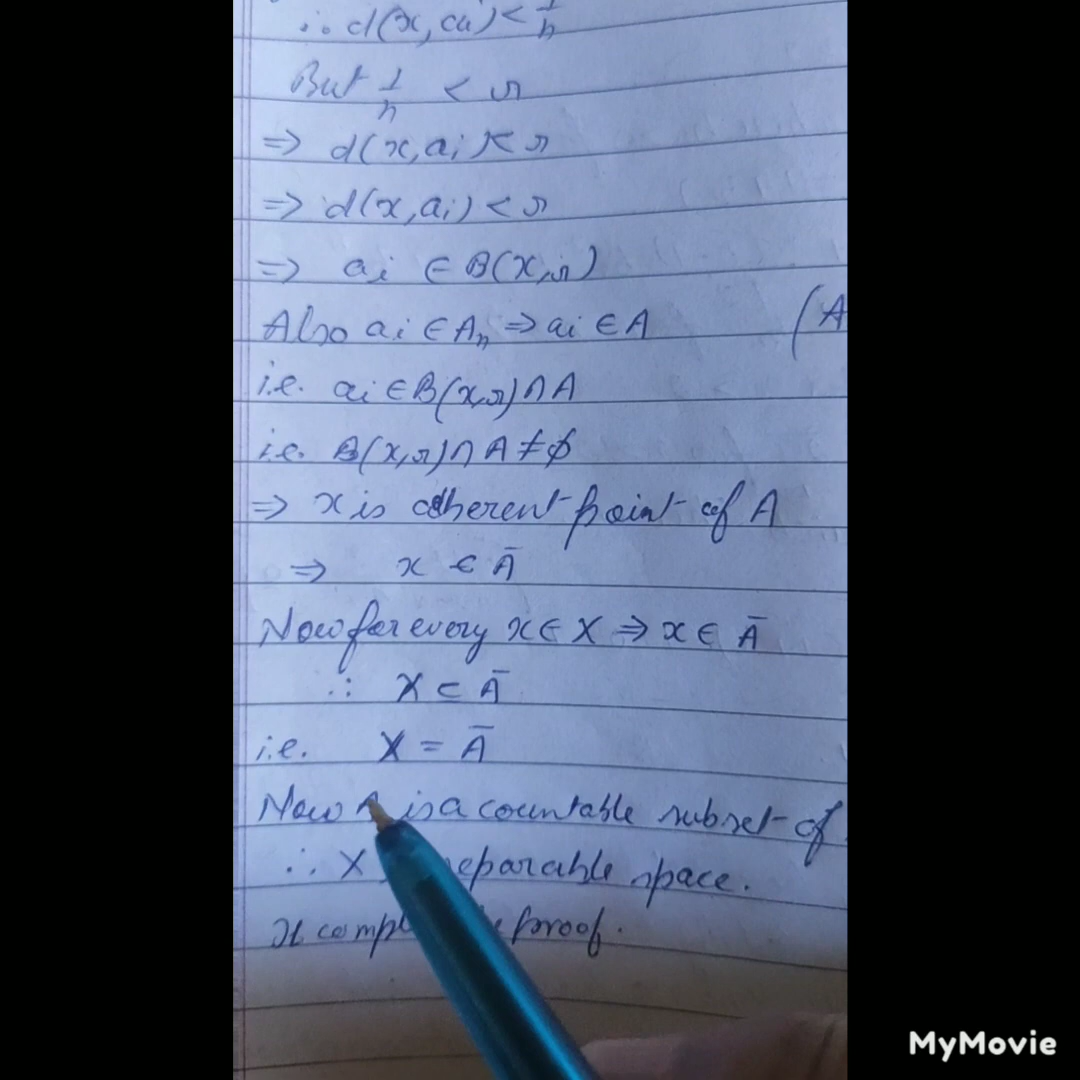 ∴ d(x, ai) < 1/n
But 1/n < r
⇒ d(x, ai) < r
⇒ d(x, ai) < r
⇒ ai ∈ B(x, r)
Also ai ∈ An ⇒ ai ∈ A (A
i.e. ai ∈ B(x, r) ∩ A
i.e. B(x, r) ∩ A ≠ ϕ
⇒ x is adherent point of A
⇒ x ∈ Ā
Now for every x ∈ X ⇒ x ∈ Ā
∴ X ⊂ Ā
i.e. X = Ā
Now A is a countable subset of
∴ X separable space.
It proof.
MyMovie